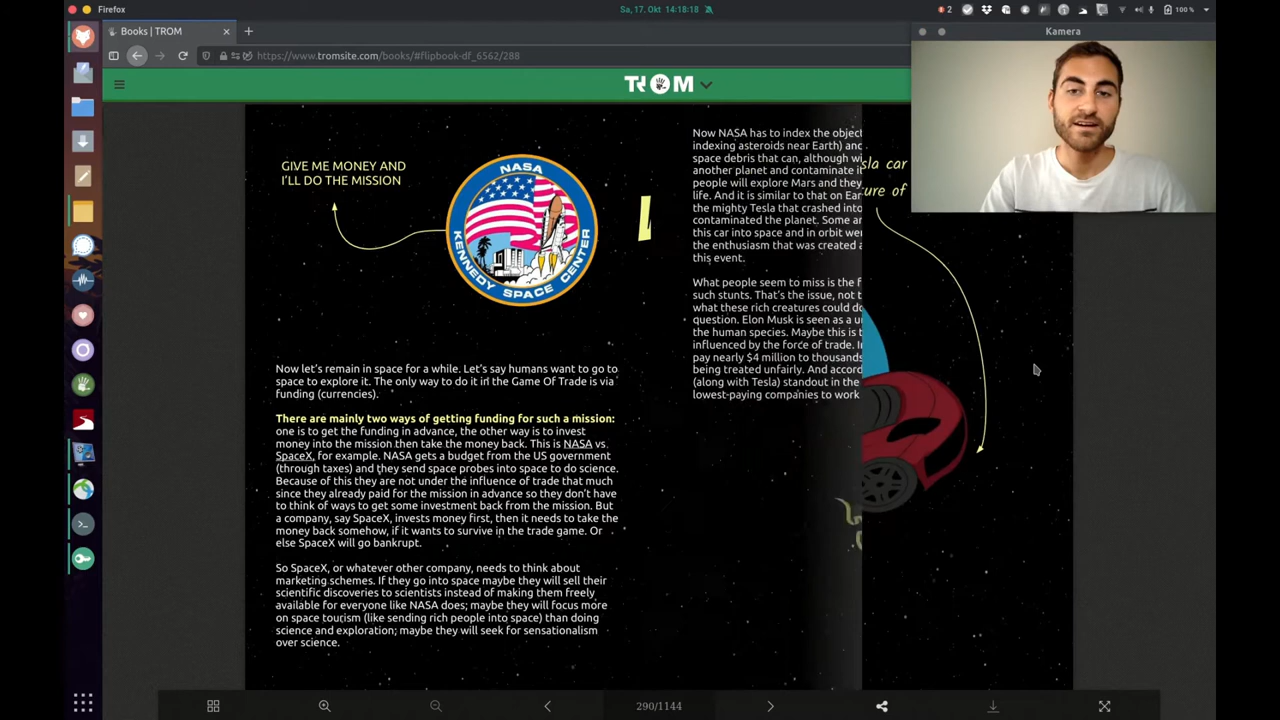 Firefox
Sa, 17. Okt 14:18:18
2
100 %
Books | TROM
https://www.tromsite.com/books/#flipbook-df_6562/288
Kamera
TROM
GIVE ME MONEY AND
I'LL DO THE MISSION
NASA
KENNEDY SPACE CENTER
Now let's remain in space for a while. Let's say humans want to go to
space to explore it. The only way to do it in the Game Of Trade is via
funding (currencies).
There are mainly two ways of getting funding for such a mission:
one is to get the funding in advance, the other way is to invest
money into the mission then take the money back. This is NASA vs.
SpaceX, for example. NASA gets a budget from the US government
(through taxes) and they send space probes into space to do science.
Because of this they are not under the influence of trade that much
since they already paid for the mission in advance so they don't have
to think of ways to get some investment back from the mission. But
a company, say SpaceX, invests money first, then it needs to take the
money back somehow, if it wants to survive in the trade game. Or
else SpaceX will go bankrupt.
So SpaceX, or whatever other company, needs to think about
marketing schemes. If they go into space maybe they will sell their
scientific discoveries to scientists instead of making them freely
available for everyone like NASA does; maybe they will focus more
on space tourism (like sending rich people into space) than doing
science and exploration; maybe they will seek for sensationalism
over science.
Now NASA has to index the object
indexing asteroids near Earth) and
space debris that can, although wi
another planet and contaminate it
people will explore Mars and they
life. And it is similar to that on Ear
the mighty Tesla that crashed into
contaminated the planet. Some ar
this car into space and in orbit wer
the enthusiasm that was created a
this event.
What people seem to miss is the f
such stunts. That's the issue, not t
what these rich creatures could do
question. Elon Musk is seen as a u
the human species. Maybe this is t
influenced by the force of trade. I
pay nearly $4 million to thousands
being treated unfairly. And accord
(along with Tesla) standout in the
lowest-paying companies to work
sla car
ure of
290/1144